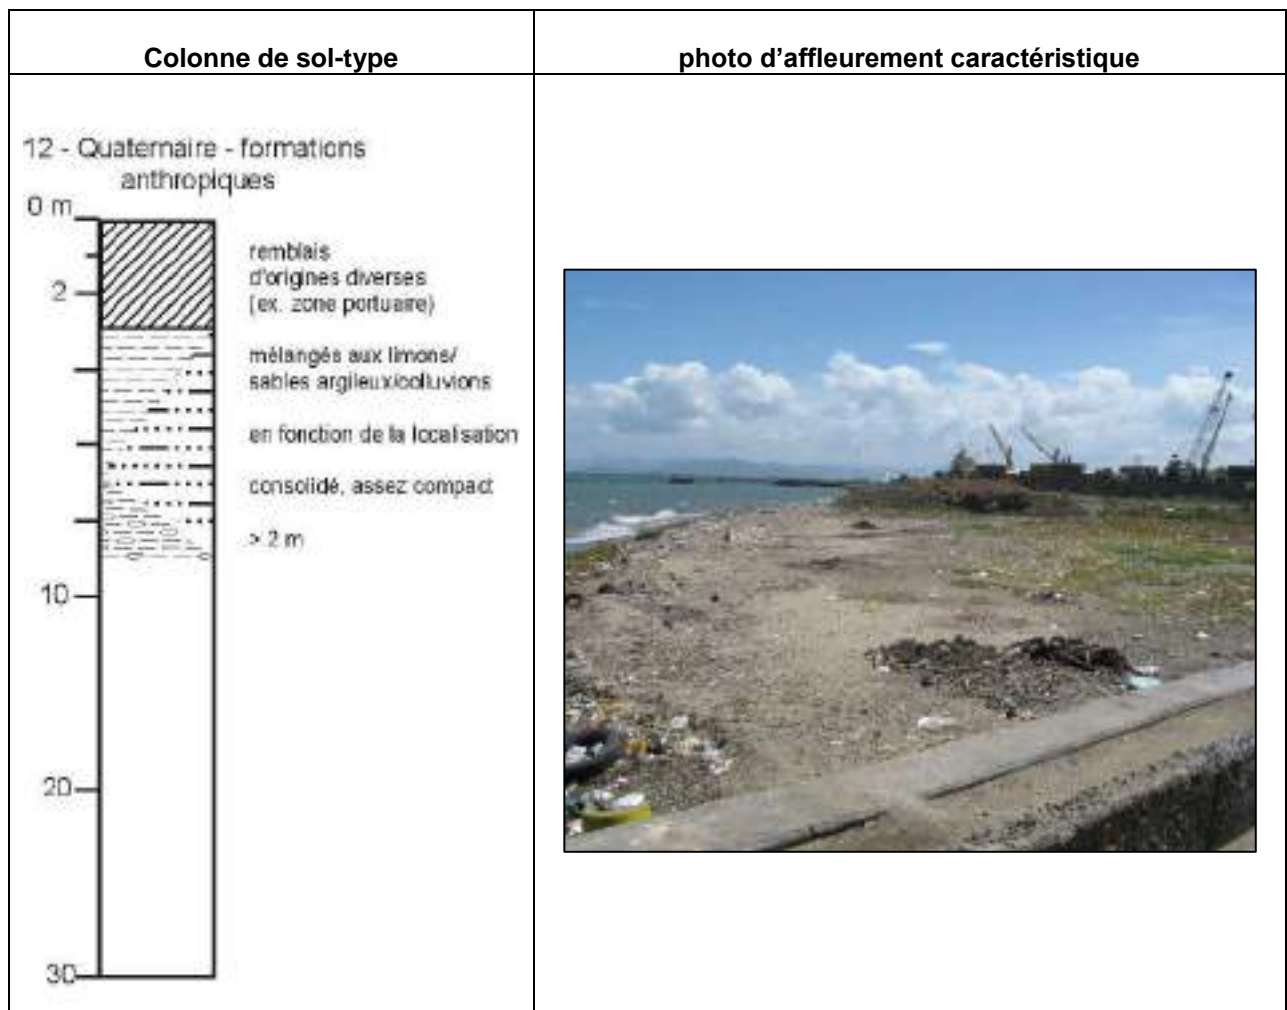 Colonne de sol-type
photo d'affleurement caractéristique
12 - Quaternaire - formations
anthropiques
0 m
2
10
20
30
remblais
d'origines diverses
(ex. zone portuaire)
mélangés aux limons/
sables argileux/colluvions
en fonction de la localisation
consolidé, assez compact
> 2 m